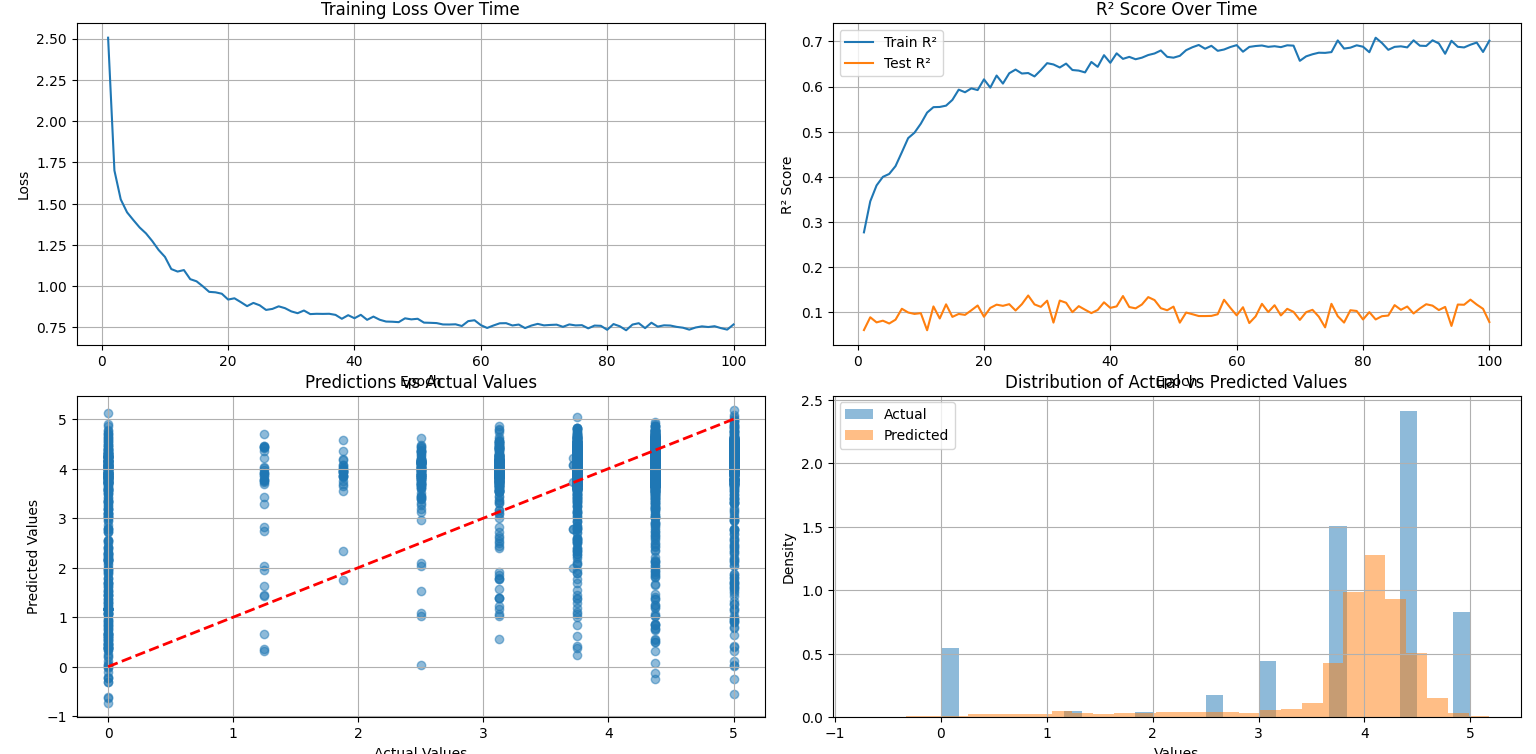 Training Loss Over Time
2.50
2.25
2.00
1.75
1.50
1.25
1.00
0.75
Loss
0 20 40 60 80 100
Epoch
R² Score Over Time
Train R²
Test R²
0.7
0.6
0.5
0.4
0.3
0.2
0.1
R² Score
0 20 40 60 80 100
Epoch
Predictions vs Actual Values
5
4
3
2
1
0
−1
Predicted Values
0 1 2 3 4 5
Actual Values
Distribution of Actual vs Predicted Values
Actual
Predicted
2.5
2.0
1.5
1.0
0.5
0.0
Density
−1 0 1 2 3 4 5
Values